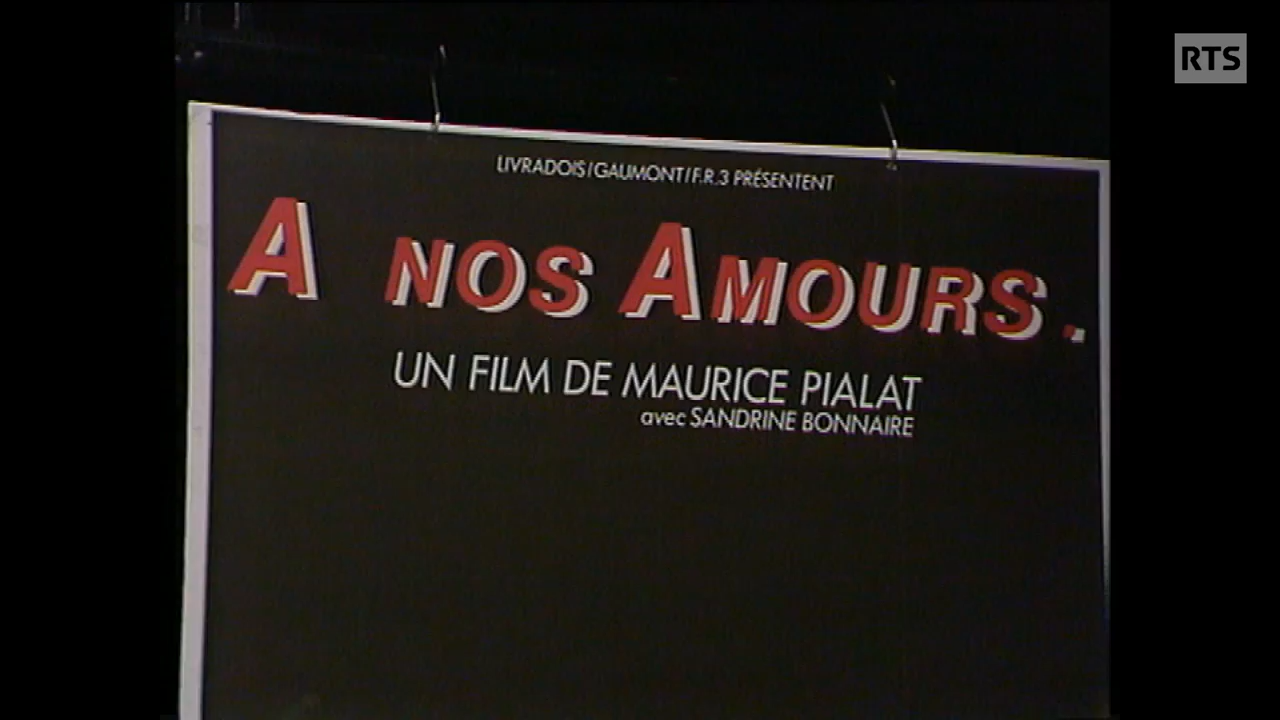 RTS
LIVRADOIS/GAUMONT/F.R.3 PRÉSENTENT
A NOS AMOURS.
UN FILM DE MAURICE PIALAT
avec SANDRINE BONNAIRE